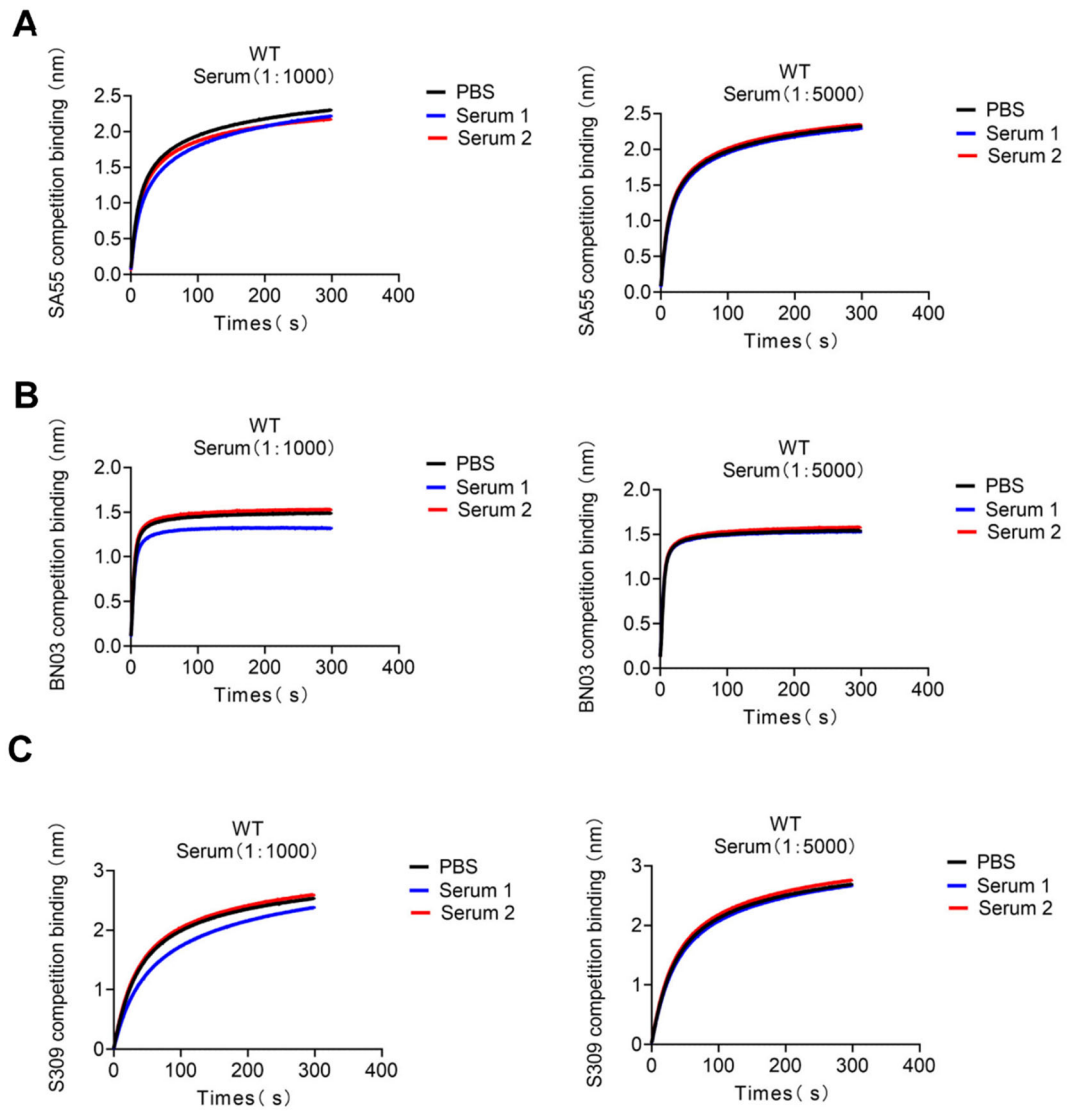 A
WT
Serum(1:1000)
SA55 competition binding (nm)
2.5
2.0
1.5
1.0
0.5
0.0
0 100 200 300 400
Times( s)
PBS
Serum 1
Serum 2
WT
Serum(1:5000)
SA55 competition binding (nm)
2.5
2.0
1.5
1.0
0.5
0.0
0 100 200 300 400
Times( s)
PBS
Serum 1
Serum 2
B
WT
Serum(1:1000)
BN03 competition binding (nm)
2.0
1.5
1.0
0.5
0.0
0 100 200 300 400
Times( s)
PBS
Serum 1
Serum 2
WT
Serum(1:5000)
BN03 competition binding (nm)
2.0
1.5
1.0
0.5
0.0
0 100 200 300 400
Times( s)
PBS
Serum 1
Serum 2
C
WT
Serum(1:1000)
S309 competition binding (nm)
3
2
1
0
0 100 200 300 400
Times( s)
PBS
Serum 1
Serum 2
WT
Serum(1:5000)
S309 competition binding (nm)
3
2
1
0
0 100 200 300 400
Times( s)
PBS
Serum 1
Serum 2